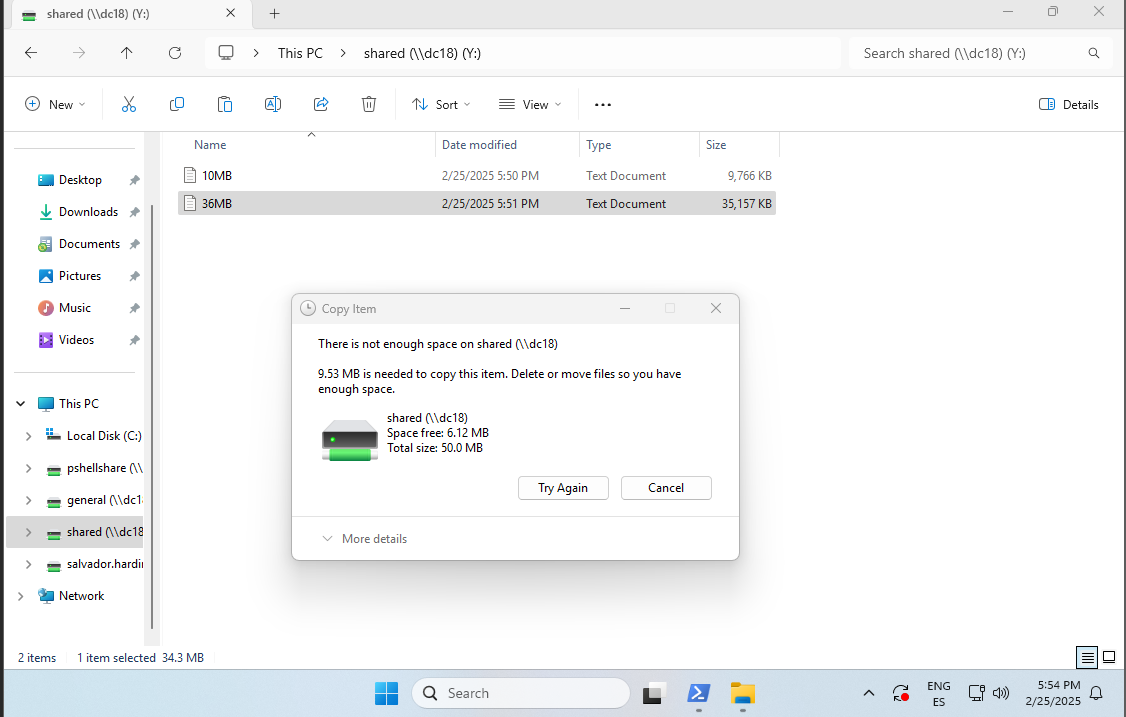 shared (\\dc18) (Y:)
This PC
shared (\\dc18) (Y:)
Search shared (\\dc18) (Y:)
New
Sort
View
Details
Name
Date modified
Type
Size
10MB
2/25/2025 5:50 PM
Text Document
9,766 KB
36MB
2/25/2025 5:51 PM
Text Document
35,157 KB
Desktop
Downloads
Documents
Pictures
Music
Videos
This PC
Local Disk (C:)
pshellshare (\\
general (\\dc18
shared (\\dc18
salvador.hardin
Network
Copy Item
There is not enough space on shared (\\dc18)
9.53 MB is needed to copy this item. Delete or move files so you have
enough space.
shared (\\dc18)
Space free: 6.12 MB
Total size: 50.0 MB
Try Again
Cancel
More details
2 items
1 item selected 34.3 MB
Search
ENG
ES
5:54 PM
2/25/2025